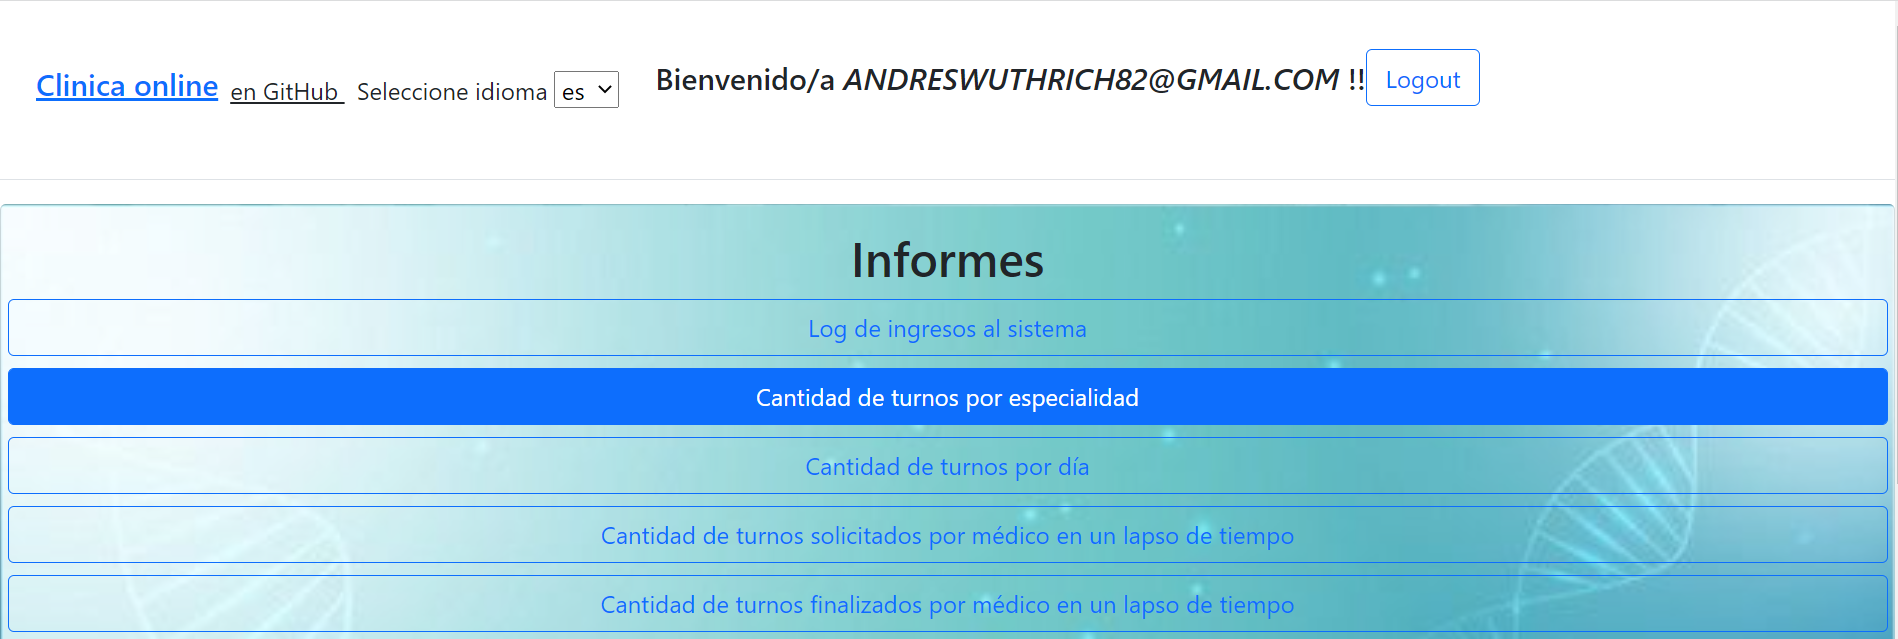 Clinica online en GitHub Seleccione idioma es Bienvenido/a ANDRESWUTHRICH82@GMAIL.COM !! Logout
Informes
Log de ingresos al sistema
Cantidad de turnos por especialidad
Cantidad de turnos por día
Cantidad de turnos solicitados por médico en un lapso de tiempo
Cantidad de turnos finalizados por médico en un lapso de tiempo